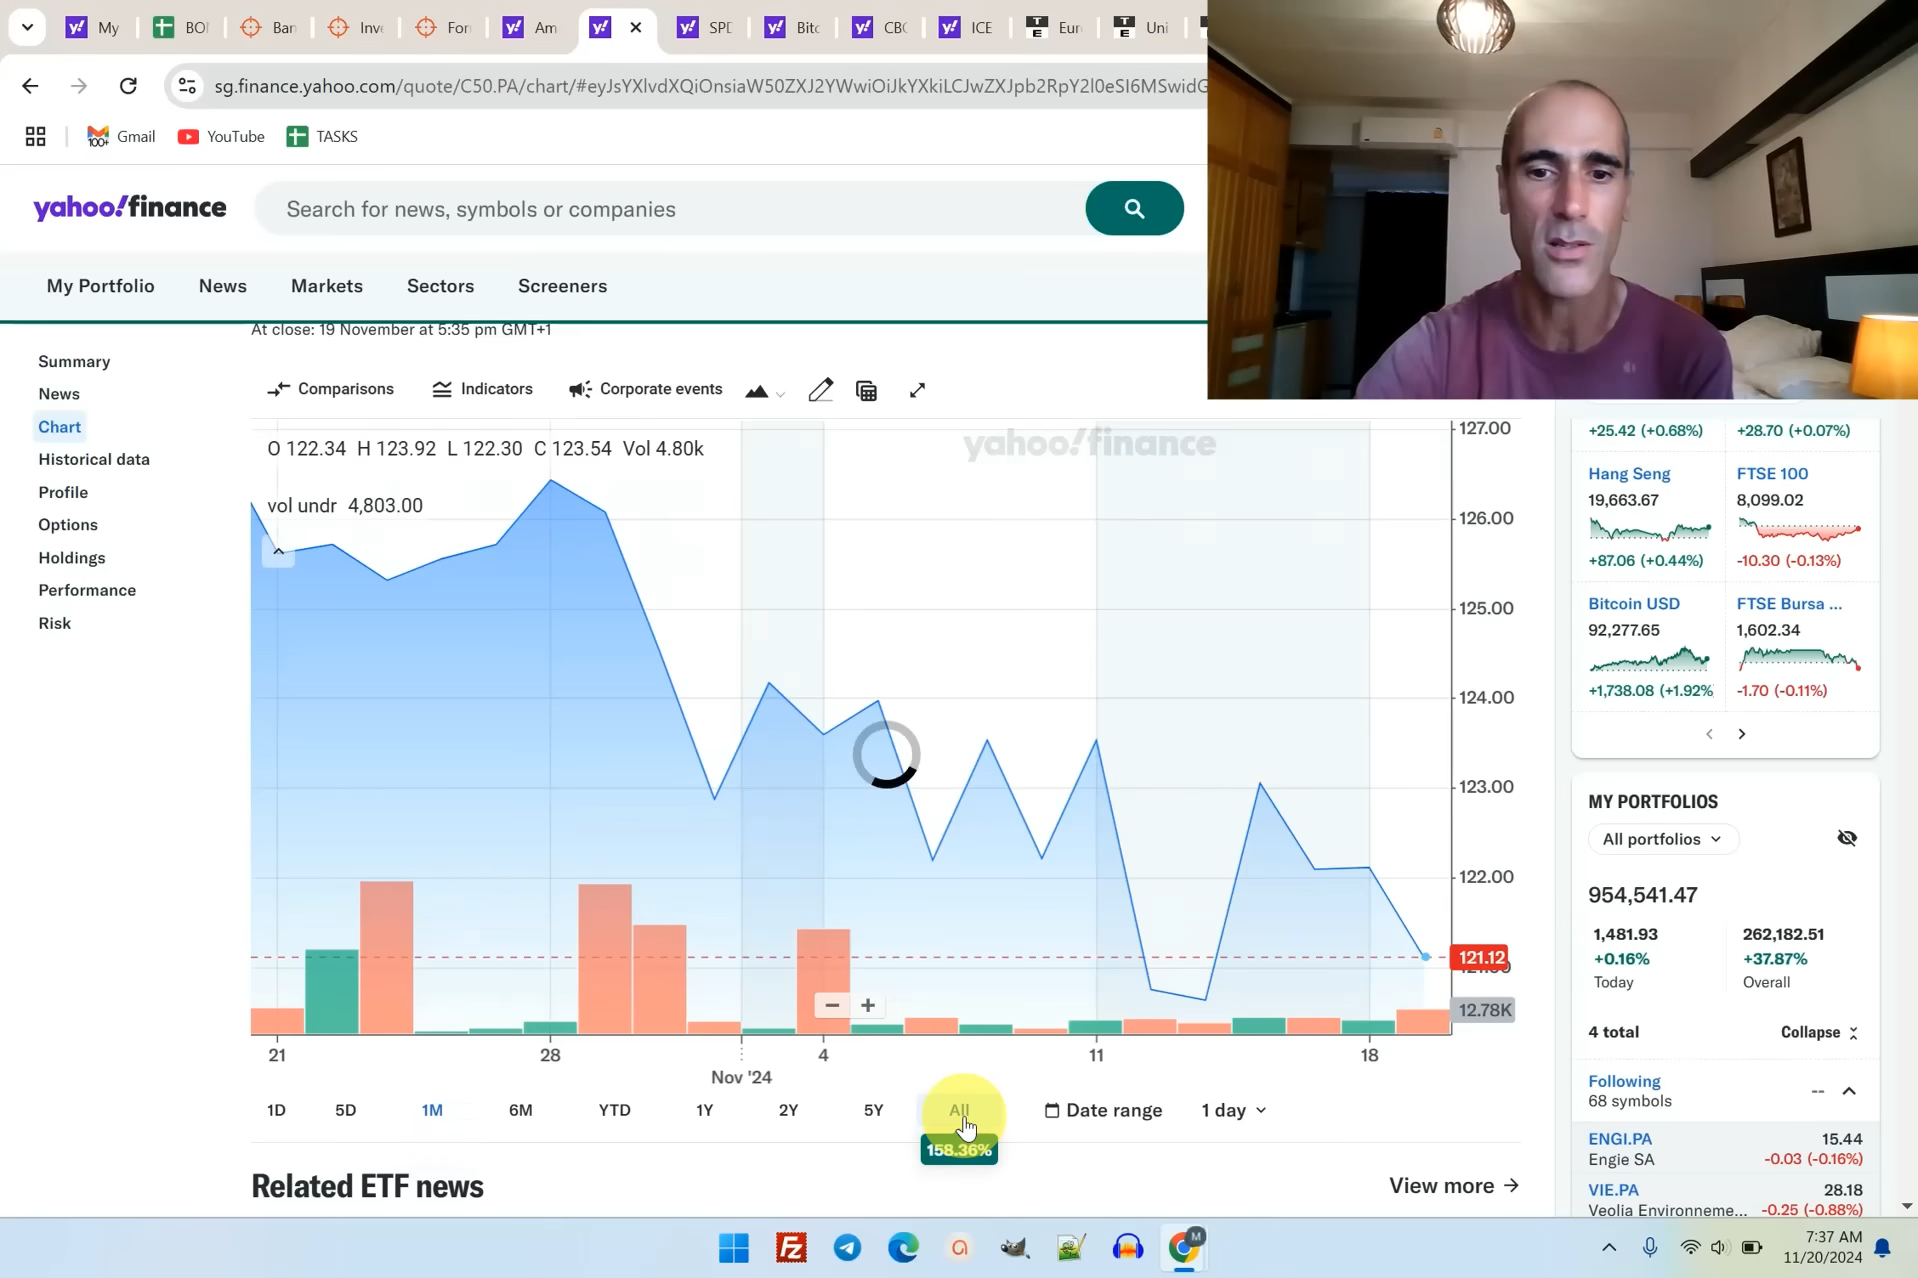 My
BO
Ban
Inve
For
Am
SPD
Bitc
CBO
ICE
TE
Eur
TE
Uni
sg.finance.yahoo.com/quote/C50.PA/chart/#eyJsYXlvdXQiOnsiaW50ZXJ2YWwiOiJkYXkiLCJwZXJpb2RpY2l0eSI6MSwidG
100+
Gmail
YouTube
TASKS
yahoo!finance
Search for news, symbols or companies
My Portfolio
News
Markets
Sectors
Screeners
At close: 19 November at 5:35 pm GMT+1
Summary
News
Chart
Historical data
Profile
Options
Holdings
Performance
Risk
Comparisons
Indicators
Corporate events
O 122.34 H 123.92 L 122.30 C 123.54 Vol 4.80k
yahoo!finance
vol undr 4,803.00
127.00
126.00
125.00
124.00
123.00
122.00
121.12
12.78K
21
28
4
11
18
Nov '24
1D
5D
1M
6M
YTD
1Y
2Y
5Y
All
Date range
1 day
158.36%
Related ETF news
View more
+25.42 (+0.68%)
+28.70 (+0.07%)
Hang Seng
19,663.67
+87.06 (+0.44%)
FTSE 100
8,099.02
-10.30 (-0.13%)
Bitcoin USD
92,277.65
+1,738.08 (+1.92%
FTSE Bursa ...
1,602.34
-1.70 (-0.11%)
MY PORTFOLIOS
All portfolios
954,541.47
1,481.93
+0.16%
Today
262,182.51
+37.87%
Overall
4 total
Collapse
Following
68 symbols
--
ENGI.PA
15.44
Engie SA
-0.03 (-0.16%)
VIE.PA
28.18
Veolia Environneme...
-0.25 (-0.88%)
Fz
M
7:37 AM
11/20/2024